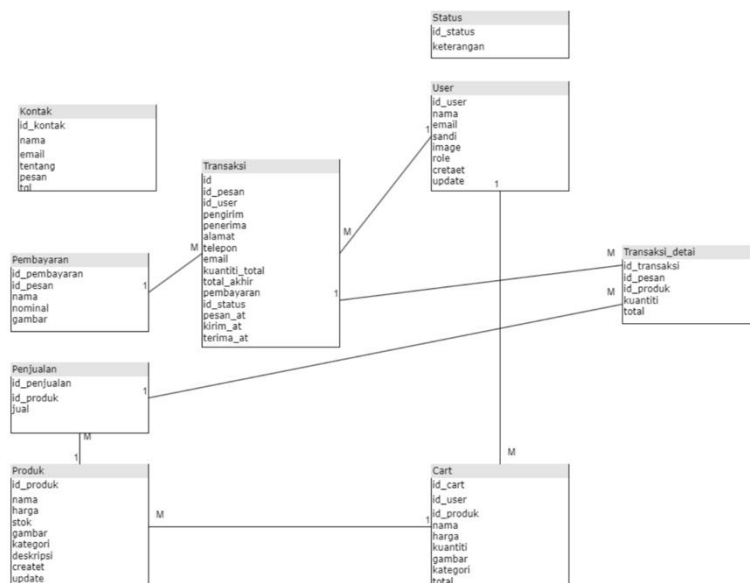 Status
id_status
keterangan
User
id_user
nama
email
sandi
image
role
cretaet
update
1
1
Kontak
id_kontak
nama
email
tentang
pesan
tgl
Transaksi
id
id_pesan
id_user
pengirim
penerima
alamat
telepon
email
kuantiti_total
total_akhir
pembayaran
id_status
pesan_at
kirim_at
terima_at
M
M
1
Pembayaran
id_pembayaran
id_pesan
nama
nominal
gambar
1
Transaksi_detai
id_transaksi
id_pesan
id_produk
kuantiti
total
M
M
Penjualan
id_penjualan
id_produk
jual
1
M
1
Produk
id_produk
nama
harga
stok
gambar
kategori
deskripsi
createt
update
M
Cart
id_cart
id_user
id_produk
nama
harga
kuantiti
gambar
kategori
total
M
1